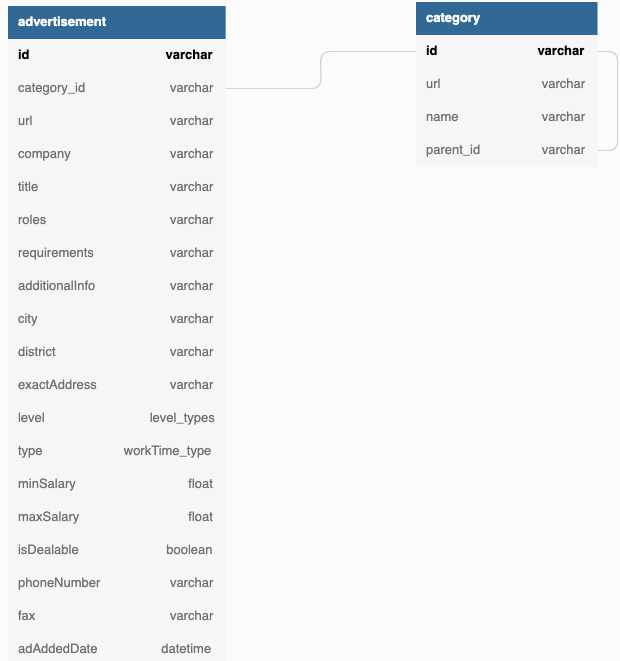 advertisement
id varchar
category_id varchar
url varchar
company varchar
title varchar
roles varchar
requirements varchar
additionalInfo varchar
city varchar
district varchar
exactAddress varchar
level level_types
type workTime_type
minSalary float
maxSalary float
isDealable boolean
phoneNumber varchar
fax varchar
adAddedDate datetime
category
id varchar
url varchar
name varchar
parent_id varchar